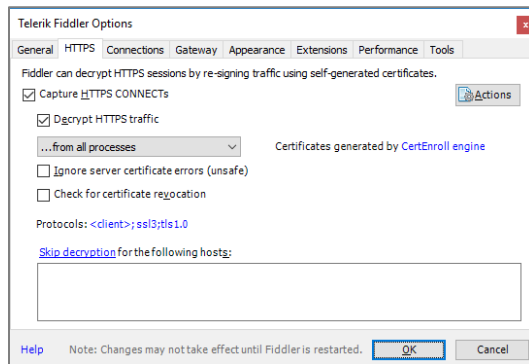 Telerik Fiddler Options
x
General HTTPS Connections Gateway Appearance Extensions Performance Tools
Fiddler can decrypt HTTPS sessions by re-signing traffic using self-generated certificates.
Capture HTTPS CONNECTs
Actions
Decrypt HTTPS traffic
...from all processes
Certificates generated by CertEnroll engine
Ignore server certificate errors (unsafe)
Check for certificate revocation
Protocols: <client>;ssl3;tls1.0
Skip decryption for the following hosts:
Help Note: Changes may not take effect until Fiddler is restarted. OK Cancel